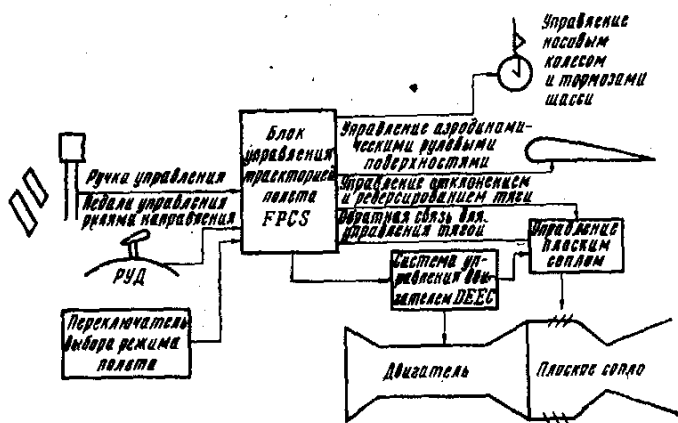 Управление
носовым
колесом
и тормозами
шасси
Блок
управления
траекторией
полета
FPCS
Управление аэродинами-
ческими рулевыми
поверхностями
Управление отклонением
и реверсированием тяги
Обратная связь для
управления тягой
Ручка управления
Педали управления
рулями направления
РУД
Переключатель
выбора режима
полета
Система уп-
равления дви-
гателем DEEC
Управление
плоским
соплом
Двигатель
Плоское сопло